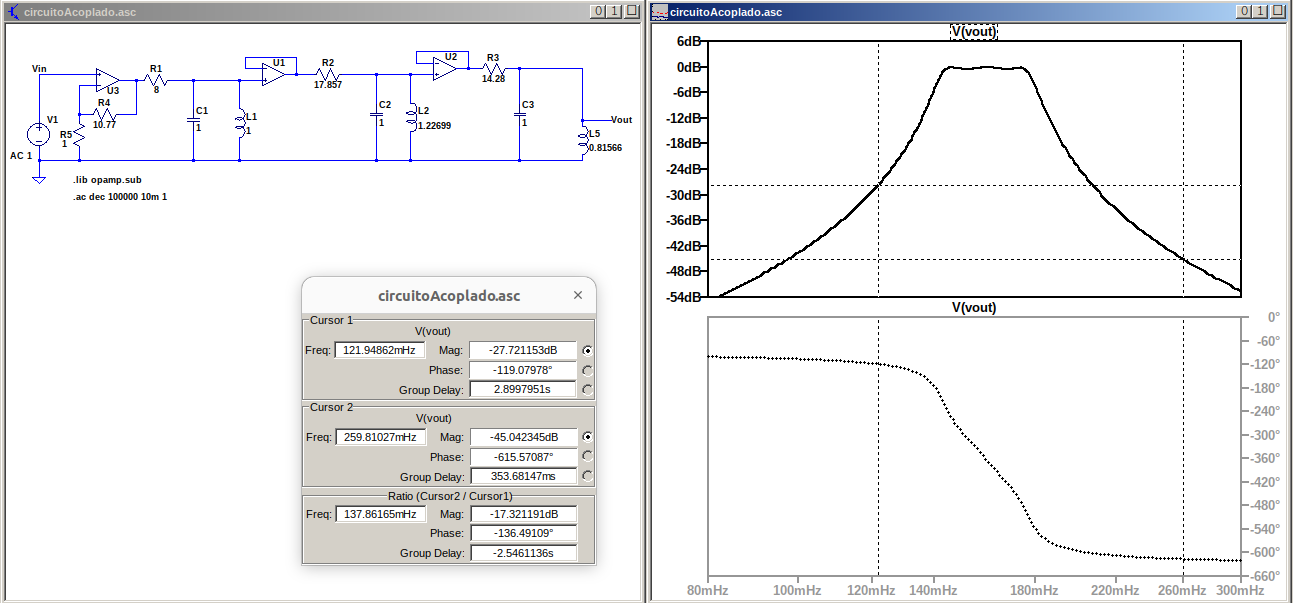 circuitoAcoplado.asc
Vin
U3
R1
8
R4
10.77
R5
1
V1
AC 1
C1
1
L1
1
U1
R2
17.857
C2
1
L2
1.22699
U2
R3
14.28
C3
1
Vout
L5
0.81566
.lib opamp.sub
.ac dec 100000 10m 1
circuitoAcoplado.asc
Cursor 1
V(vout)
Freq: 121.94862mHz Mag: -27.721153dB
Phase: -119.07978°
Group Delay: 2.8997951s
Cursor 2
V(vout)
Freq: 259.81027mHz Mag: -45.042345dB
Phase: -615.57087°
Group Delay: 353.68147ms
Ratio (Cursor2 / Cursor1)
Freq: 137.86165mHz Mag: -17.321191dB
Phase: -136.49109°
Group Delay: -2.5461136s
circuitoAcoplado.asc
V(vout)
6dB
0dB
-6dB
-12dB
-18dB
-24dB
-30dB
-36dB
-42dB
-48dB
-54dB
V(vout)
0°
-60°
-120°
-180°
-240°
-300°
-360°
-420°
-480°
-540°
-600°
-660°
80mHz 100mHz 120mHz 140mHz 180mHz 220mHz 260mHz 300mHz